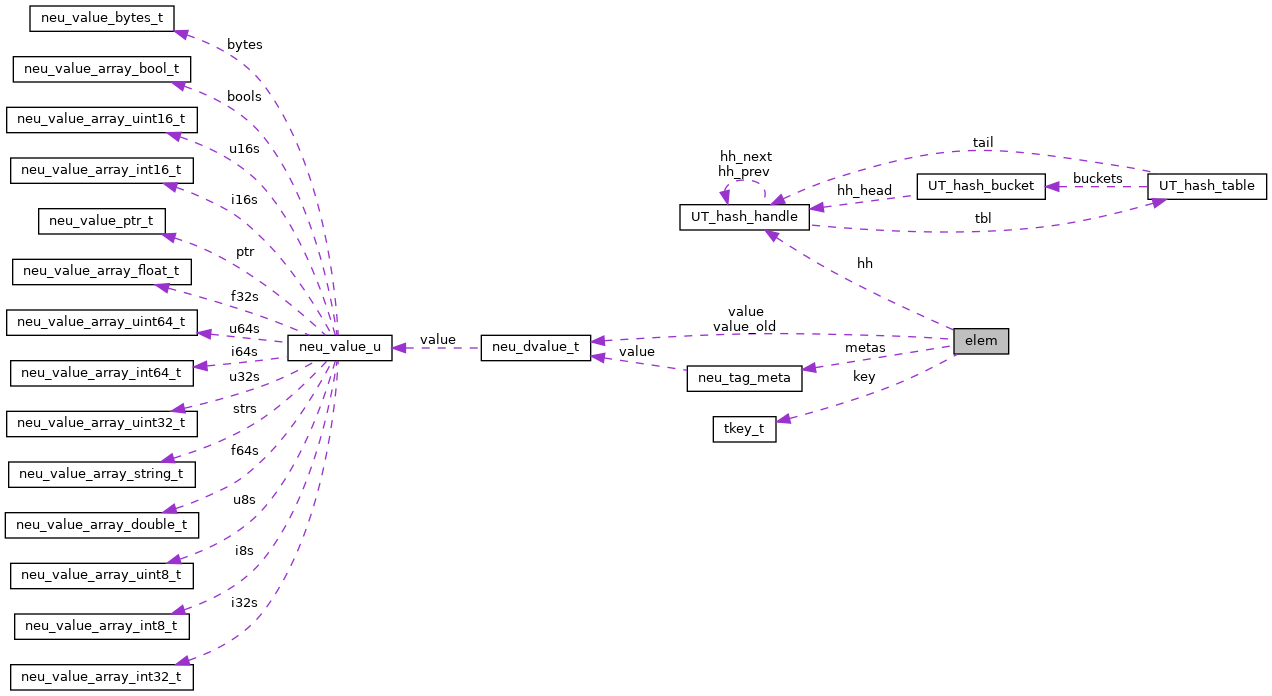 neu_value_bytes_t
bytes
neu_value_array_bool_t
bools
neu_value_array_uint16_t
u16s
neu_value_array_int16_t
i16s
neu_value_ptr_t
ptr
neu_value_array_float_t
f32s
neu_value_array_uint64_t
u64s
neu_value_array_int64_t
i64s
u32s
neu_value_array_uint32_t
strs
neu_value_array_string_t
f64s
neu_value_array_double_t
u8s
neu_value_array_uint8_t
i8s
neu_value_array_int8_t
i32s
neu_value_array_int32_t
neu_value_u
value
neu_dvalue_t
value
value
value_old
metas
neu_tag_meta
key
tkey_t
elem
hh
hh_next
hh_prev
UT_hash_handle
hh_head
UT_hash_bucket
tail
buckets
UT_hash_table
tbl